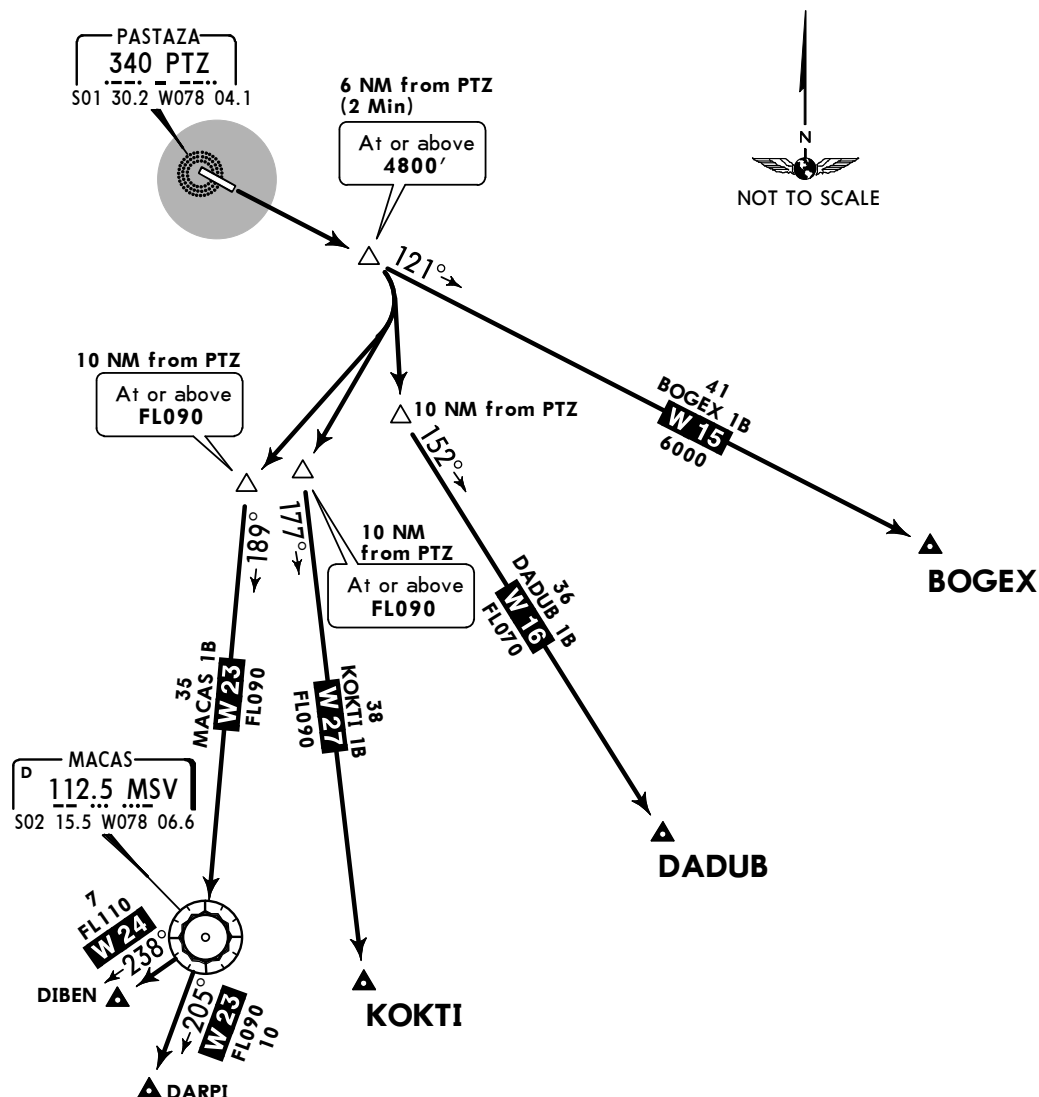 PASTAZA
340 PTZ
S01 30.2 W078 04.1
6 NM from PTZ
(2 Min)
At or above
4800'
N
NOT TO SCALE
121°
10 NM from PTZ
At or above
FL090
10 NM from PTZ
152°
41
BOGEX 1B
W 15
6000
BOGEX
189°
177°
10 NM
from PTZ
At or above
FL090
36
DADUB 1B
W 16
FL070
DADUB
35
MACAS 1B
W 23
FL090
38
KOKTI 1B
W 27
FL090
KOKTI
MACAS
D
112.5 MSV
S02 15.5 W078 06.6
7
FL110
W 24
238°
DIBEN
205°
W 23
FL090
10
DARPI